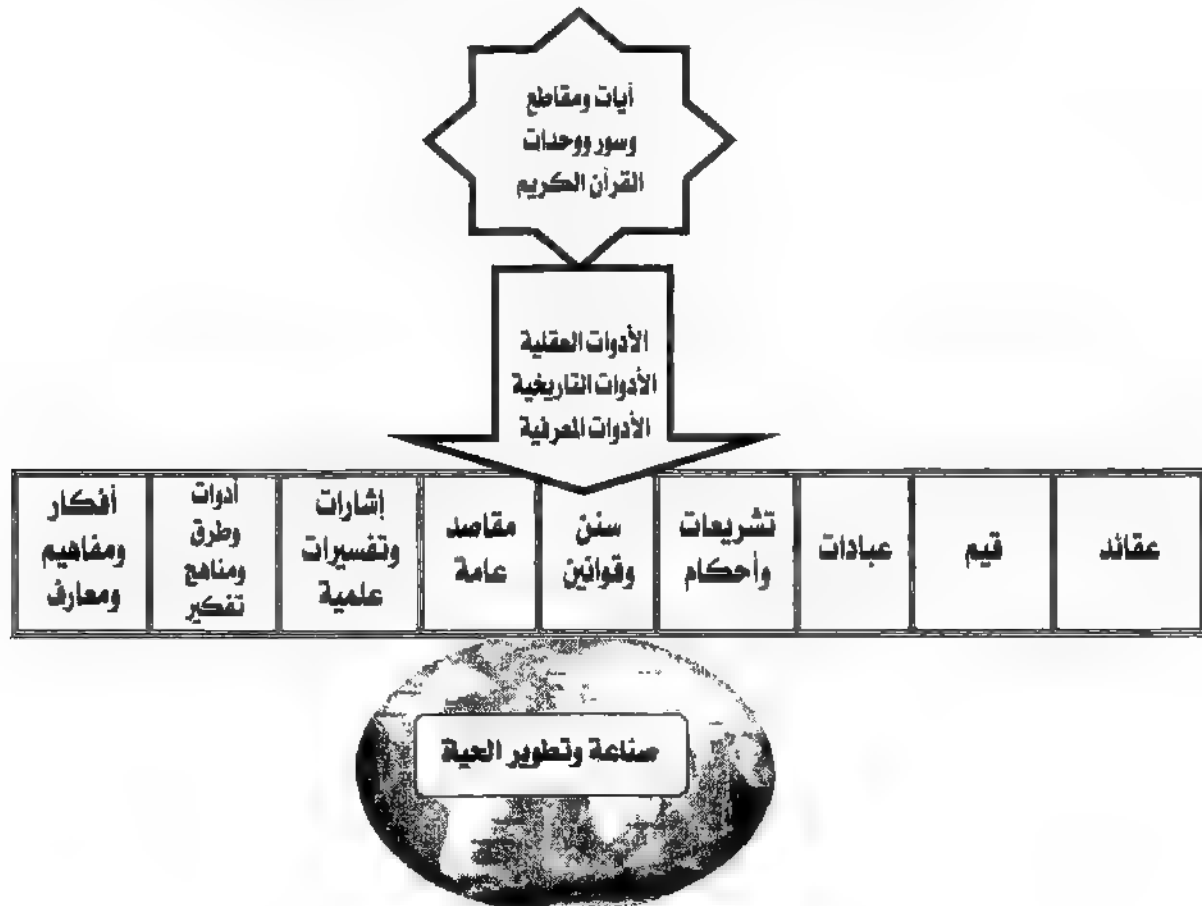 آيات ومقاطع
وسور ووحدات
القرآن الكريم
الأدوات العقلية
الأدوات التاريخية
الأدوات المعرفية
عقائد
قيم
عبادات
تشريعات
وأحكام
سنن
وقوانين
مقاصد
عامة
إشارات
وتفسيرات
علمية
أدوات
وطرق
ومناهج
تفكير
أفكار
ومفاهيم
ومعارف
صناعة وتطوير الحياة